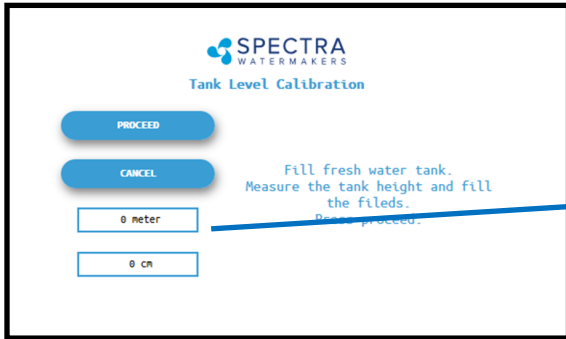 SPECTRA
WATERMAKERS
Tank Level Calibration
PROCEED
CANCEL
Fill fresh water tank.
Measure the tank height and fill
the fileds.
Press proceed.
0 meter
0 cm